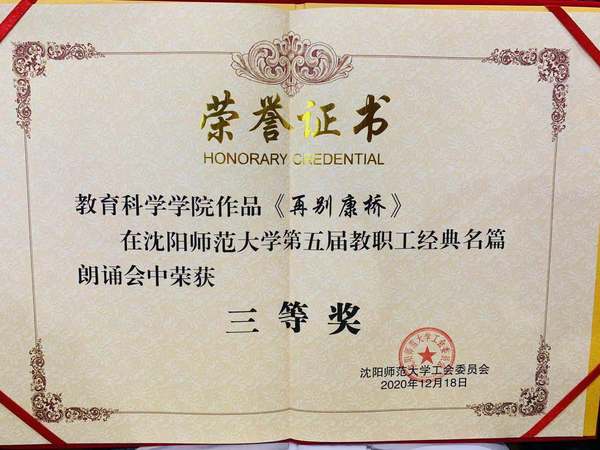 荣誉证书
HONORARY CREDENTIAL
教育科学学院作品《再别康桥》
在沈阳师范大学第五届教职工经典名篇
朗诵会中荣获
三等奖
沈阳师范大学工会委员会
2020年12月18日